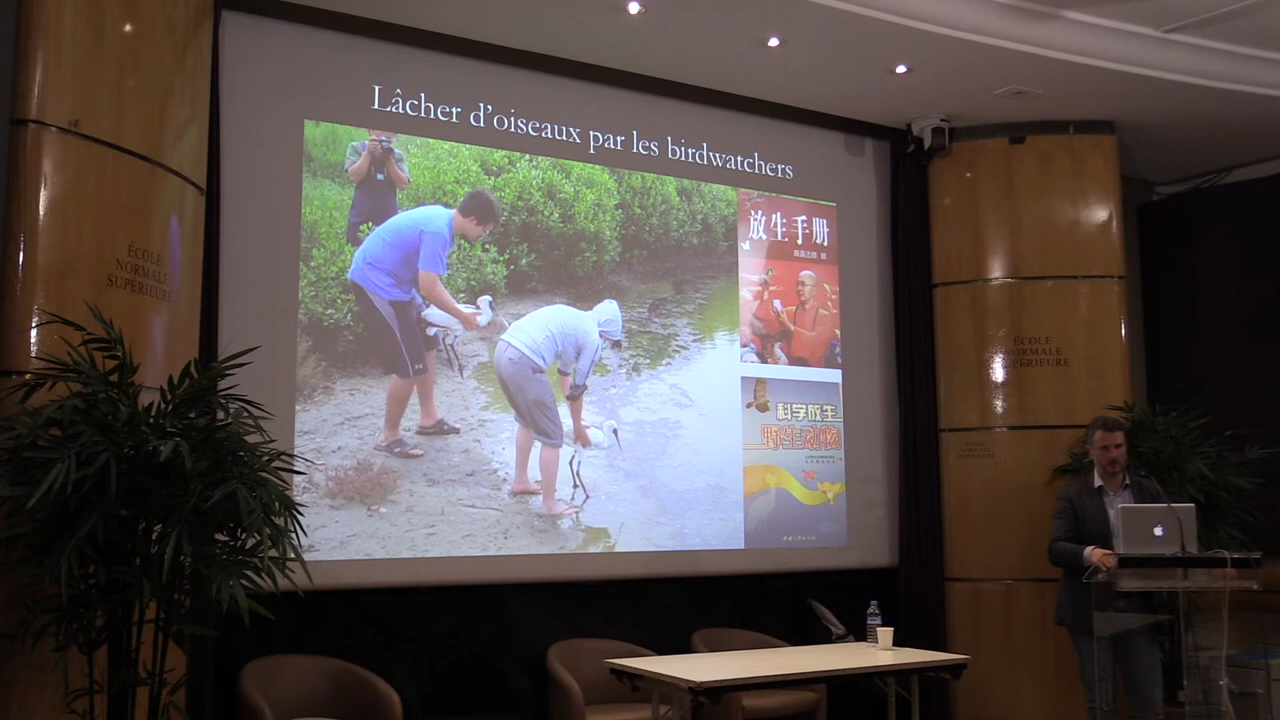 Lâcher d'oiseaux par les birdwatchers
放生手册
科学放生
野生动物
ÉCOLE
NORMALE
SUPÉRIEURE
ÉCOLE
NORMALE
SUPÉRIEURE